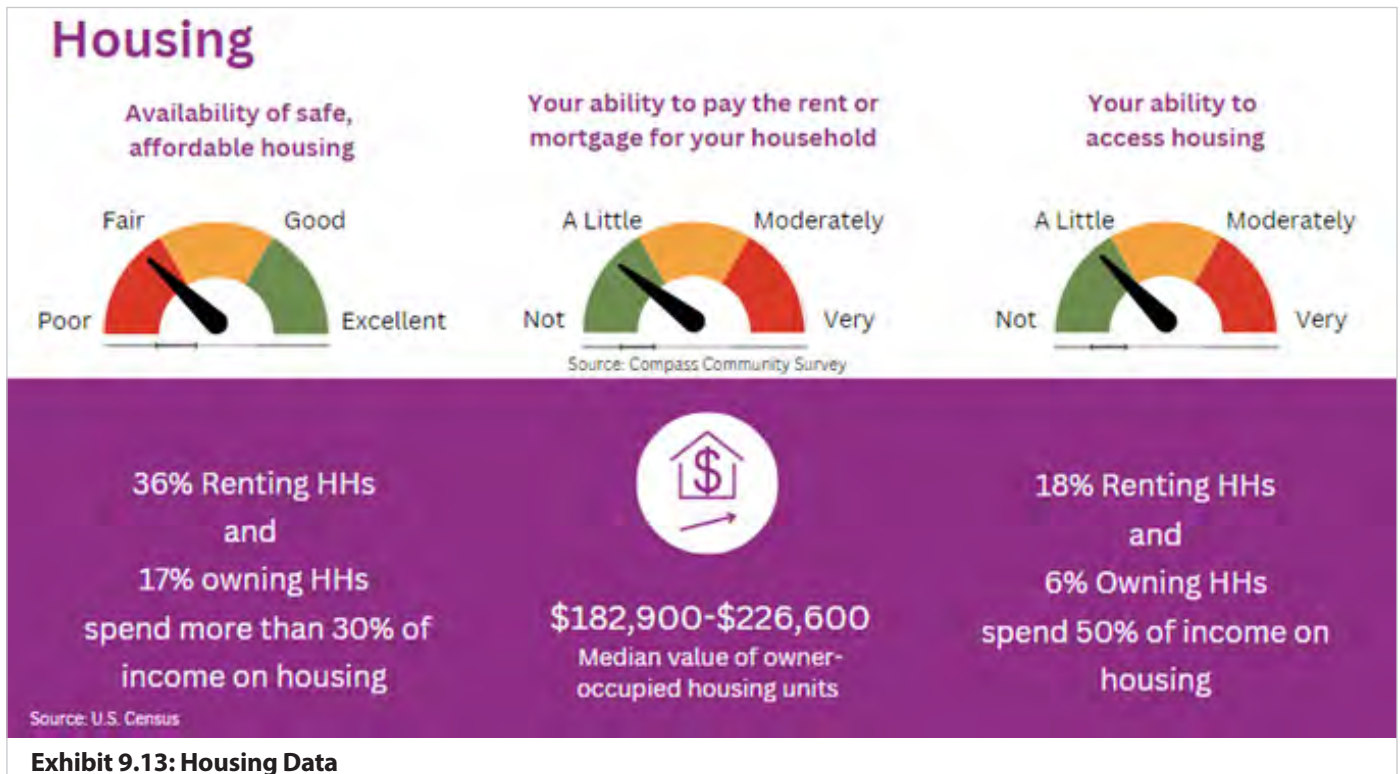 Housing
Availability of safe,
affordable housing
Fair
Good
Poor
Excellent
Your ability to pay the rent or
mortgage for your household
A Little
Moderately
Not
Very
Source: Compass Community Survey
Your ability to
access housing
A Little
Moderately
Not
Very
36% Renting HHs
and
17% owning HHs
spend more than 30% of
income on housing
$
$182,900-$226,600
Median value of owner-
occupied housing units
18% Renting HHs
and
6% Owning HHs
spend 50% of income on
housing
Source: U.S. Census
Exhibit 9.13: Housing Data